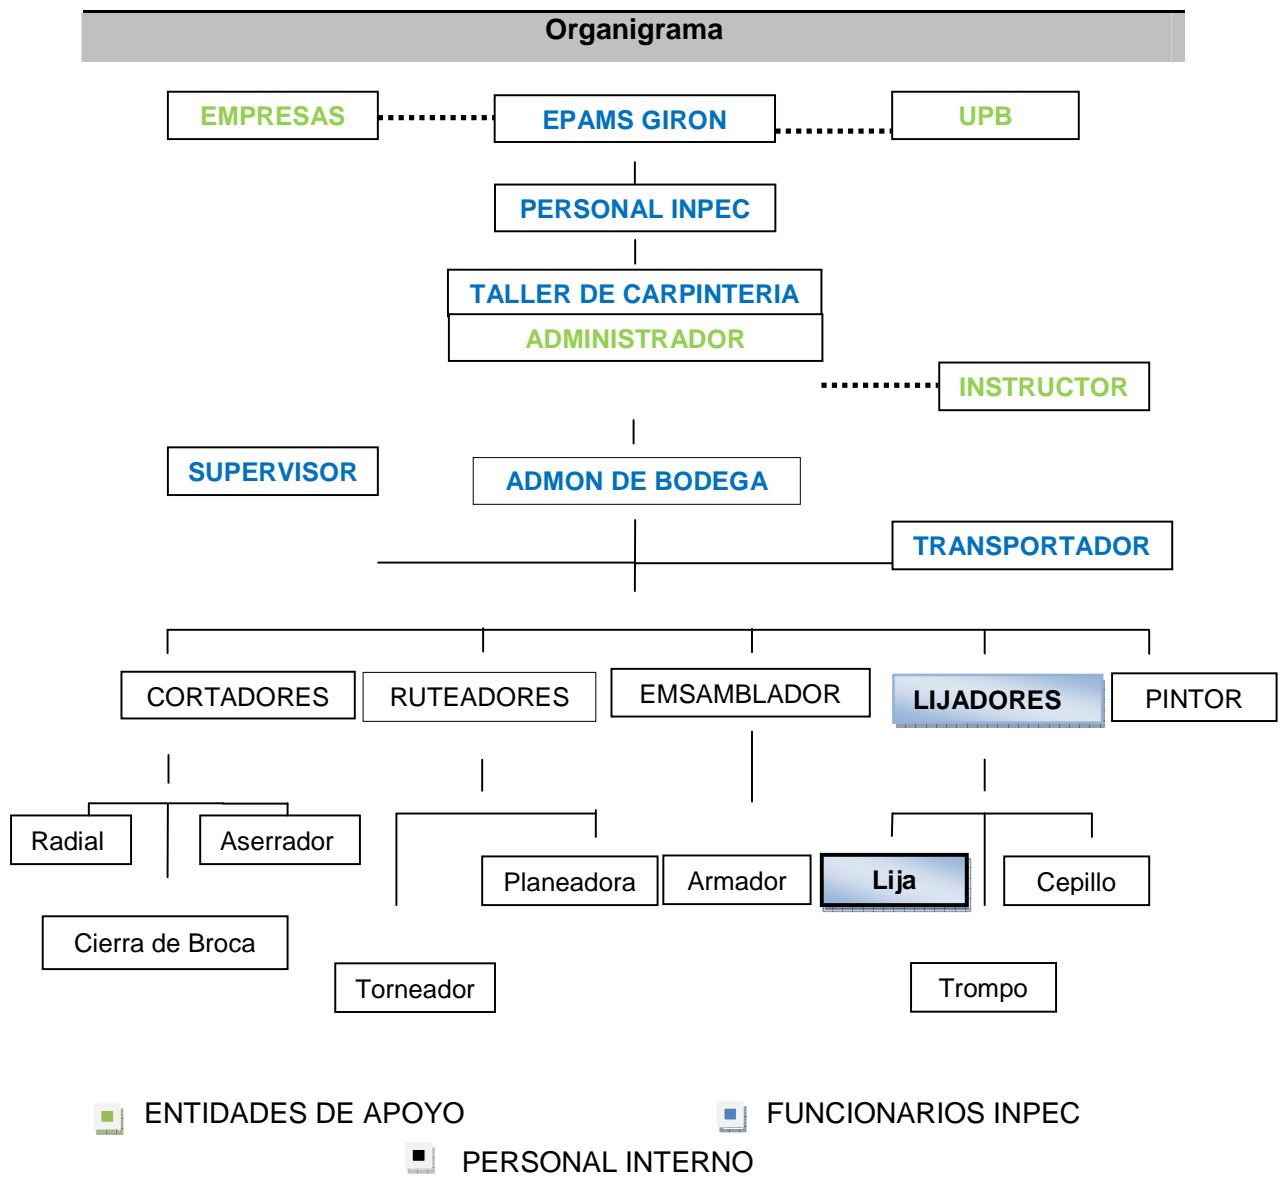 Organigrama
EMPRESAS
EPAMS GIRON
UPB
PERSONAL INPEC
TALLER DE CARPINTERIA
ADMINISTRADOR
INSTRUCTOR
SUPERVISOR
ADMON DE BODEGA
TRANSPORTADOR
CORTADORES
RUTEADORES
EMSAMBLADOR
LIJADORES
PINTOR
Radial
Aserrador
Planeadora
Armador
Lija
Cepillo
Cierra de Broca
Torneador
Trompo
ENTIDADES DE APOYO
FUNCIONARIOS INPEC
PERSONAL INTERNO